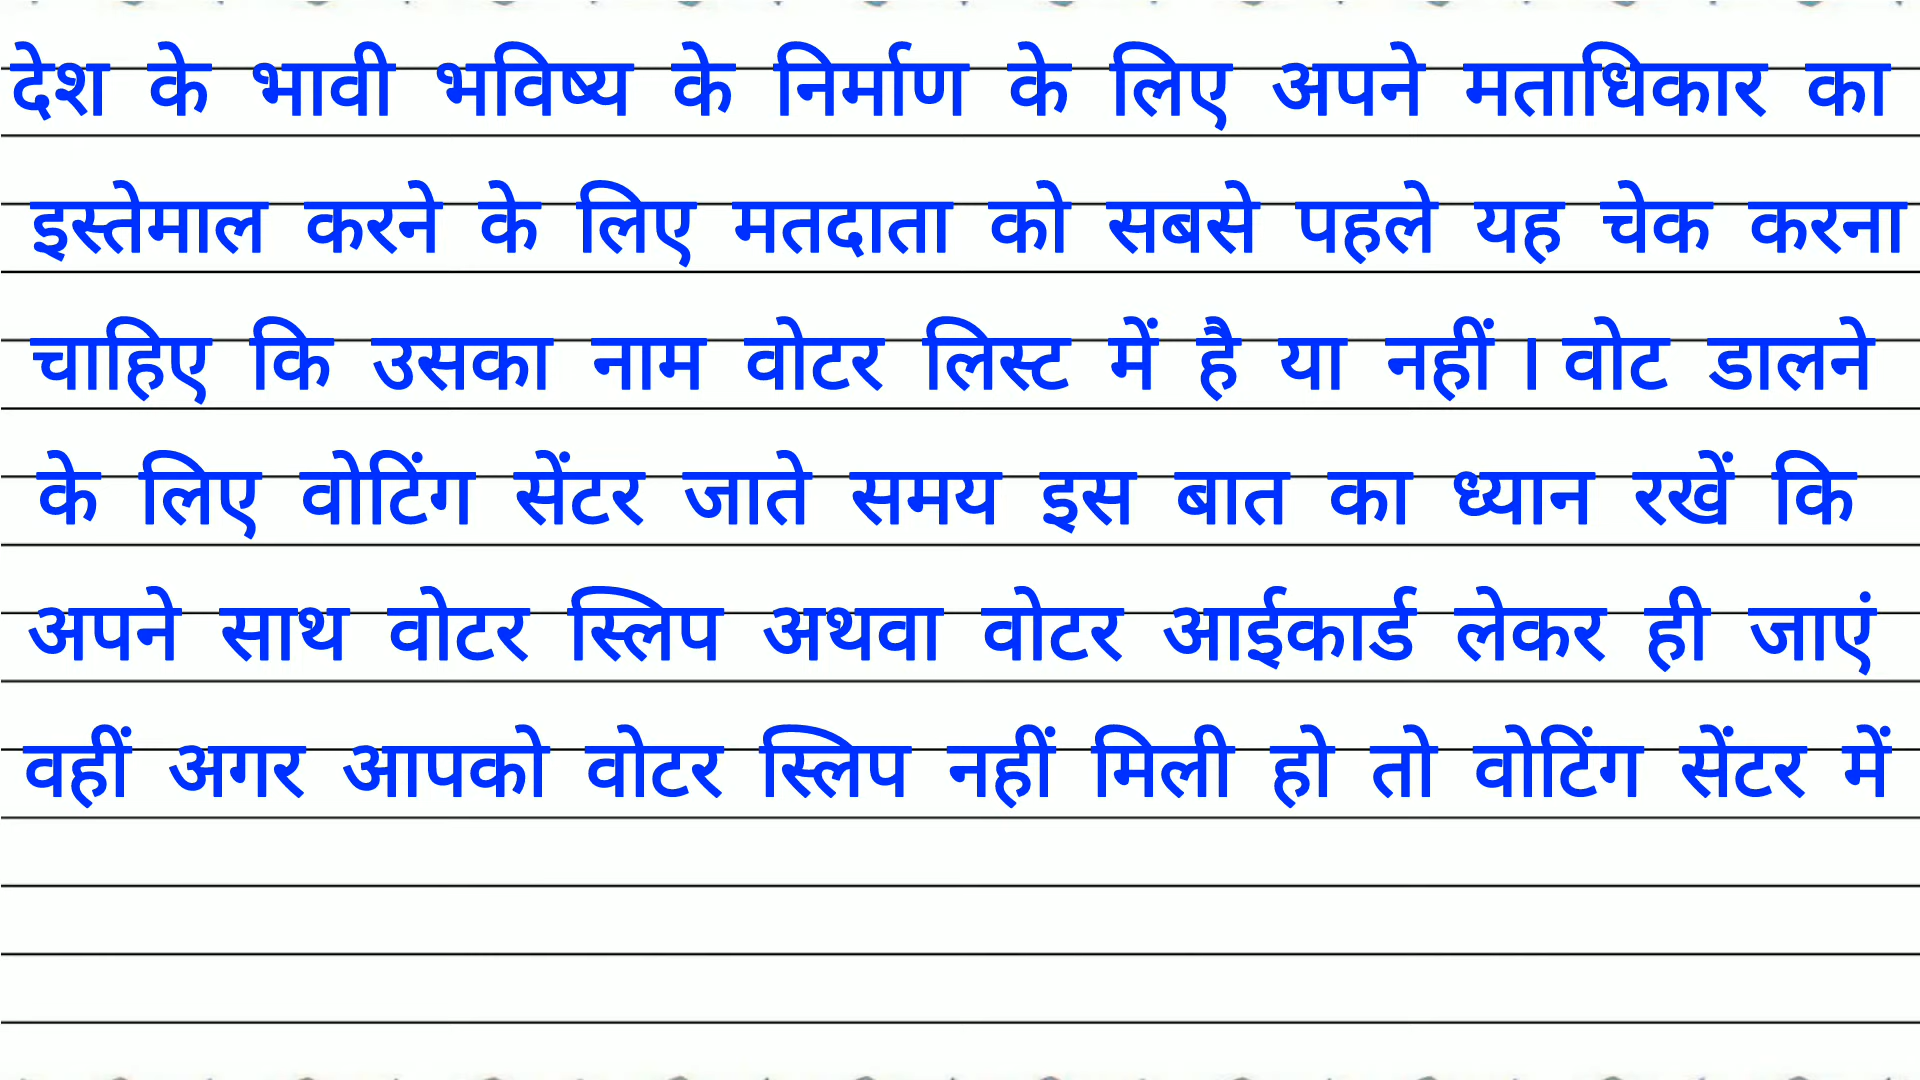 देश के भावी भविष्य के निर्माण के लिए अपने मताधिकार का
इस्तेमाल करने के लिए मतदाता को सबसे पहले यह चेक करना
चाहिए कि उसका नाम वोटर लिस्ट में है या नहीं । वोट डालने
के लिए वोटिंग सेंटर जाते समय इस बात का ध्यान रखें कि
अपने साथ वोटर स्लिप अथवा वोटर आईकार्ड लेकर ही जाएं
वहीं अगर आपको वोटर स्लिप नहीं मिली हो तो वोटिंग सेंटर में